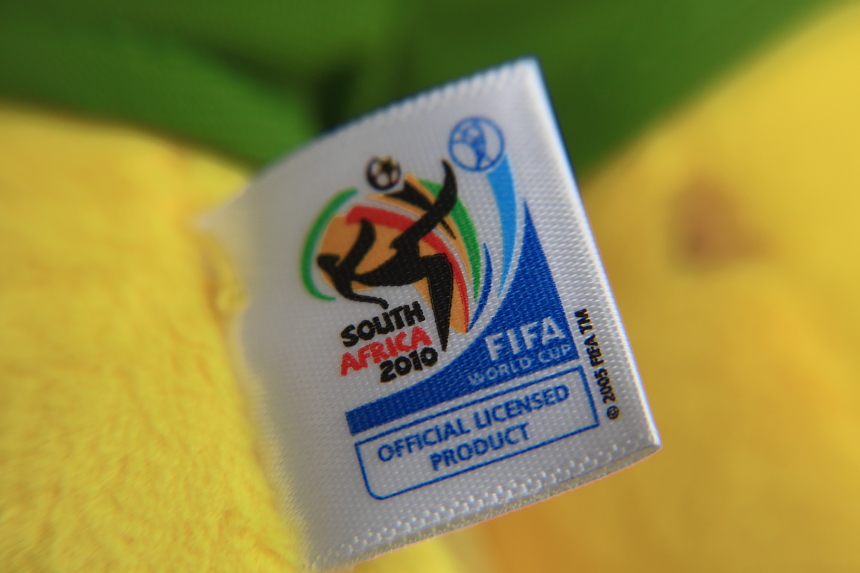 SOUTH
AFRICA
2010
FIFA
WORLD CUP
OFFICIAL LICENSED
PRODUCT
© 2005 FIFA TM